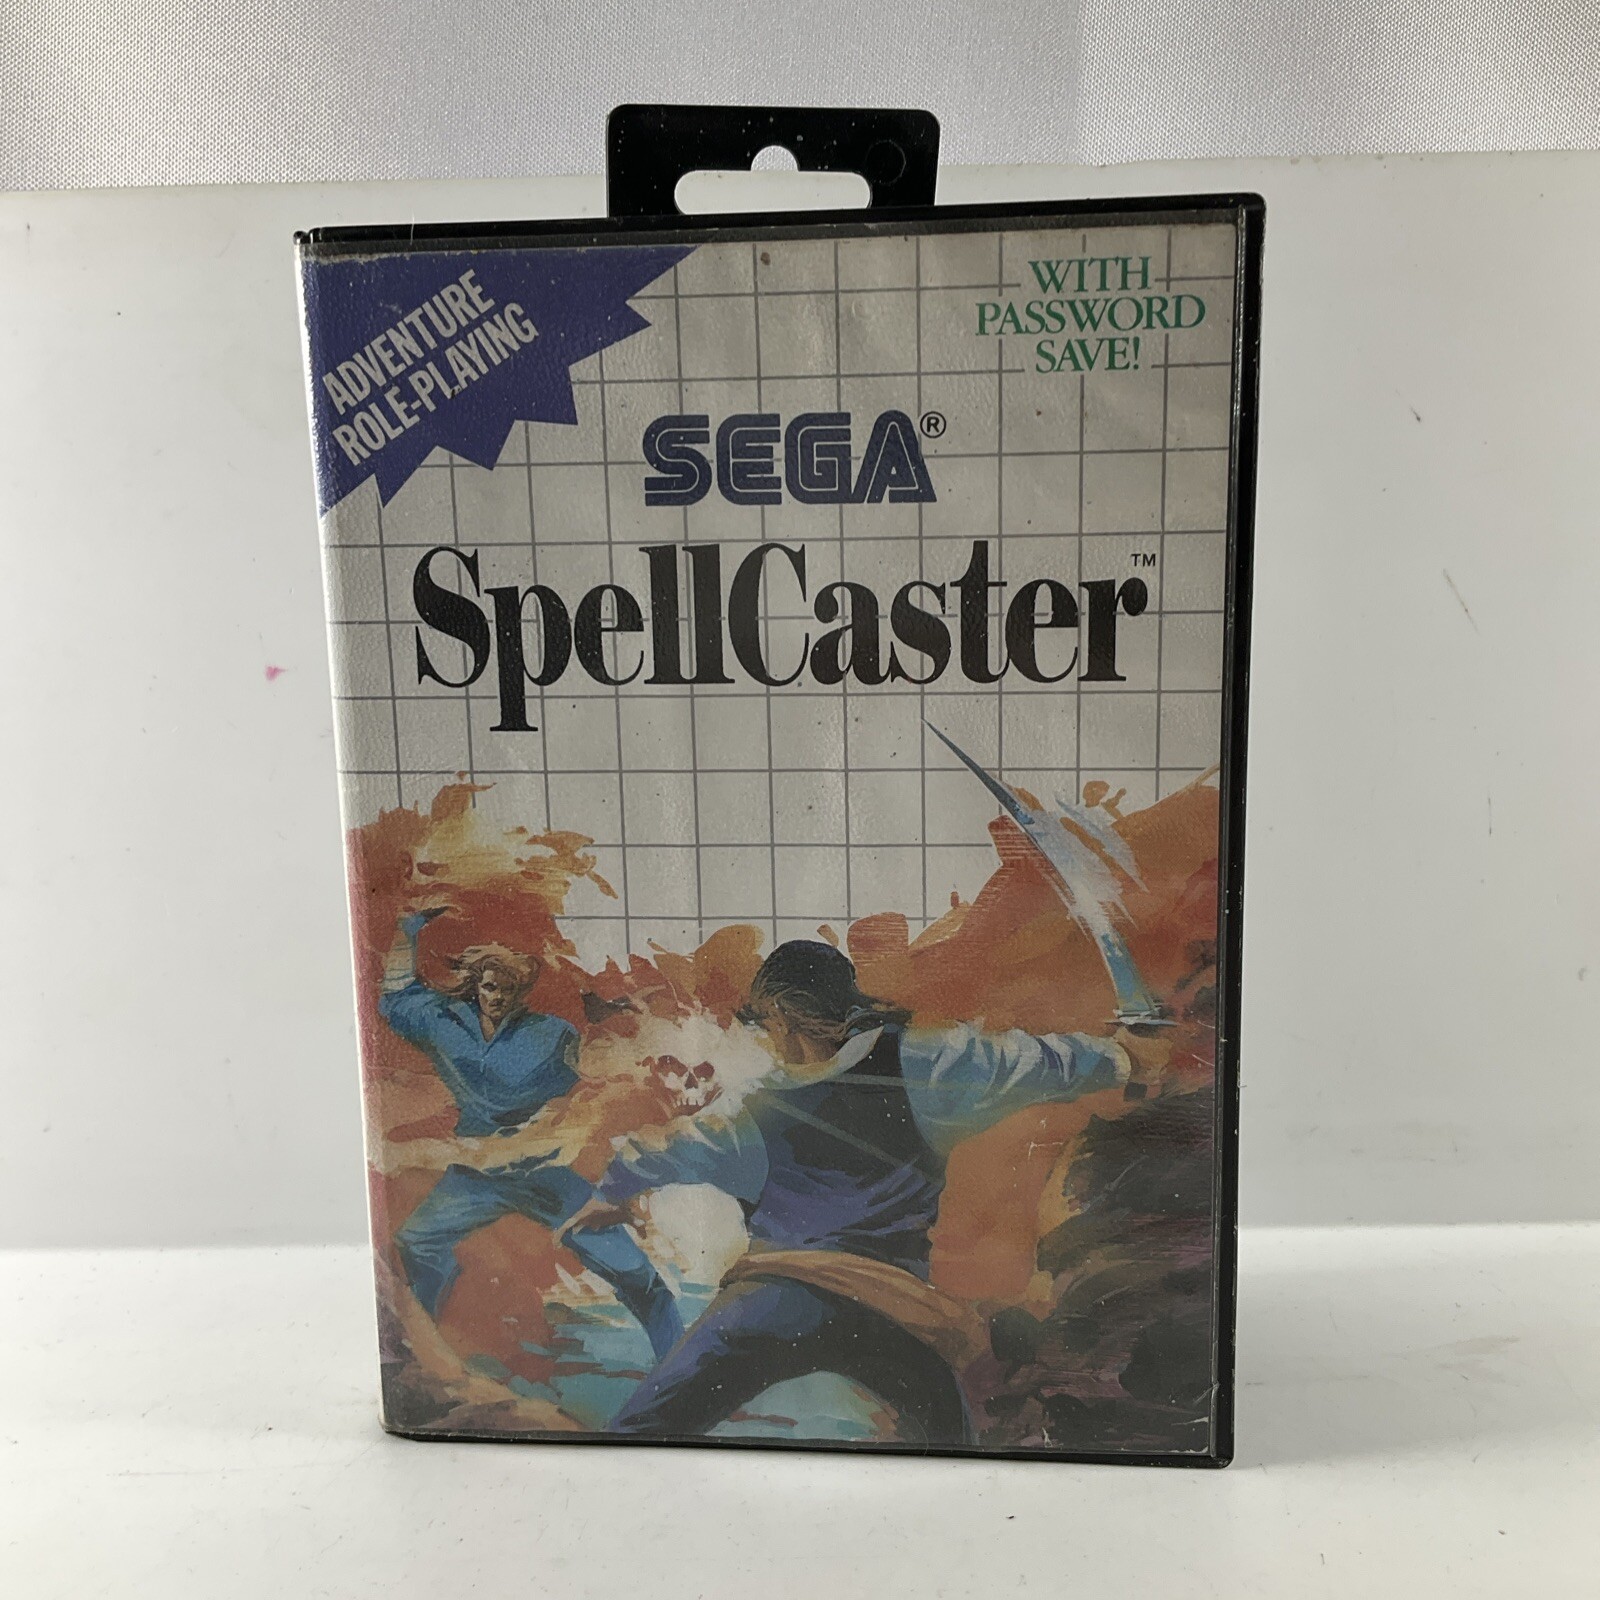 ADVENTURE
ROLE-PLAYING
WITH
PASSWORD
SAVE!
SEGA®
SpellCaster™